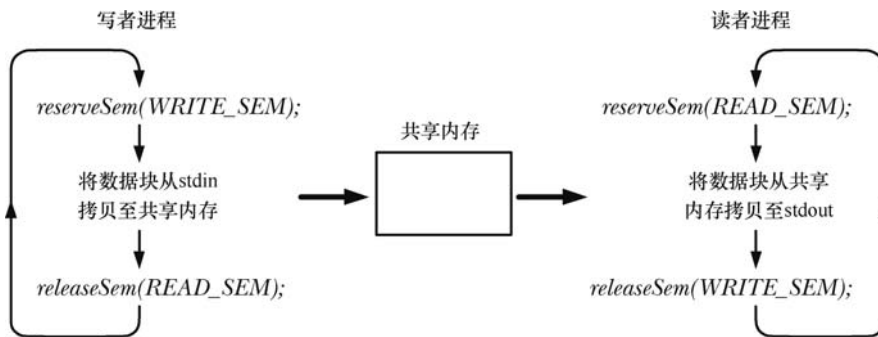 写者进程
reserveSem(WRITE_SEM);
将数据块从stdin
拷贝至共享内存
releaseSem(READ_SEM);
共享内存
读者进程
reserveSem(READ_SEM);
将数据块从共享
内存拷贝至stdout
releaseSem(WRITE_SEM);